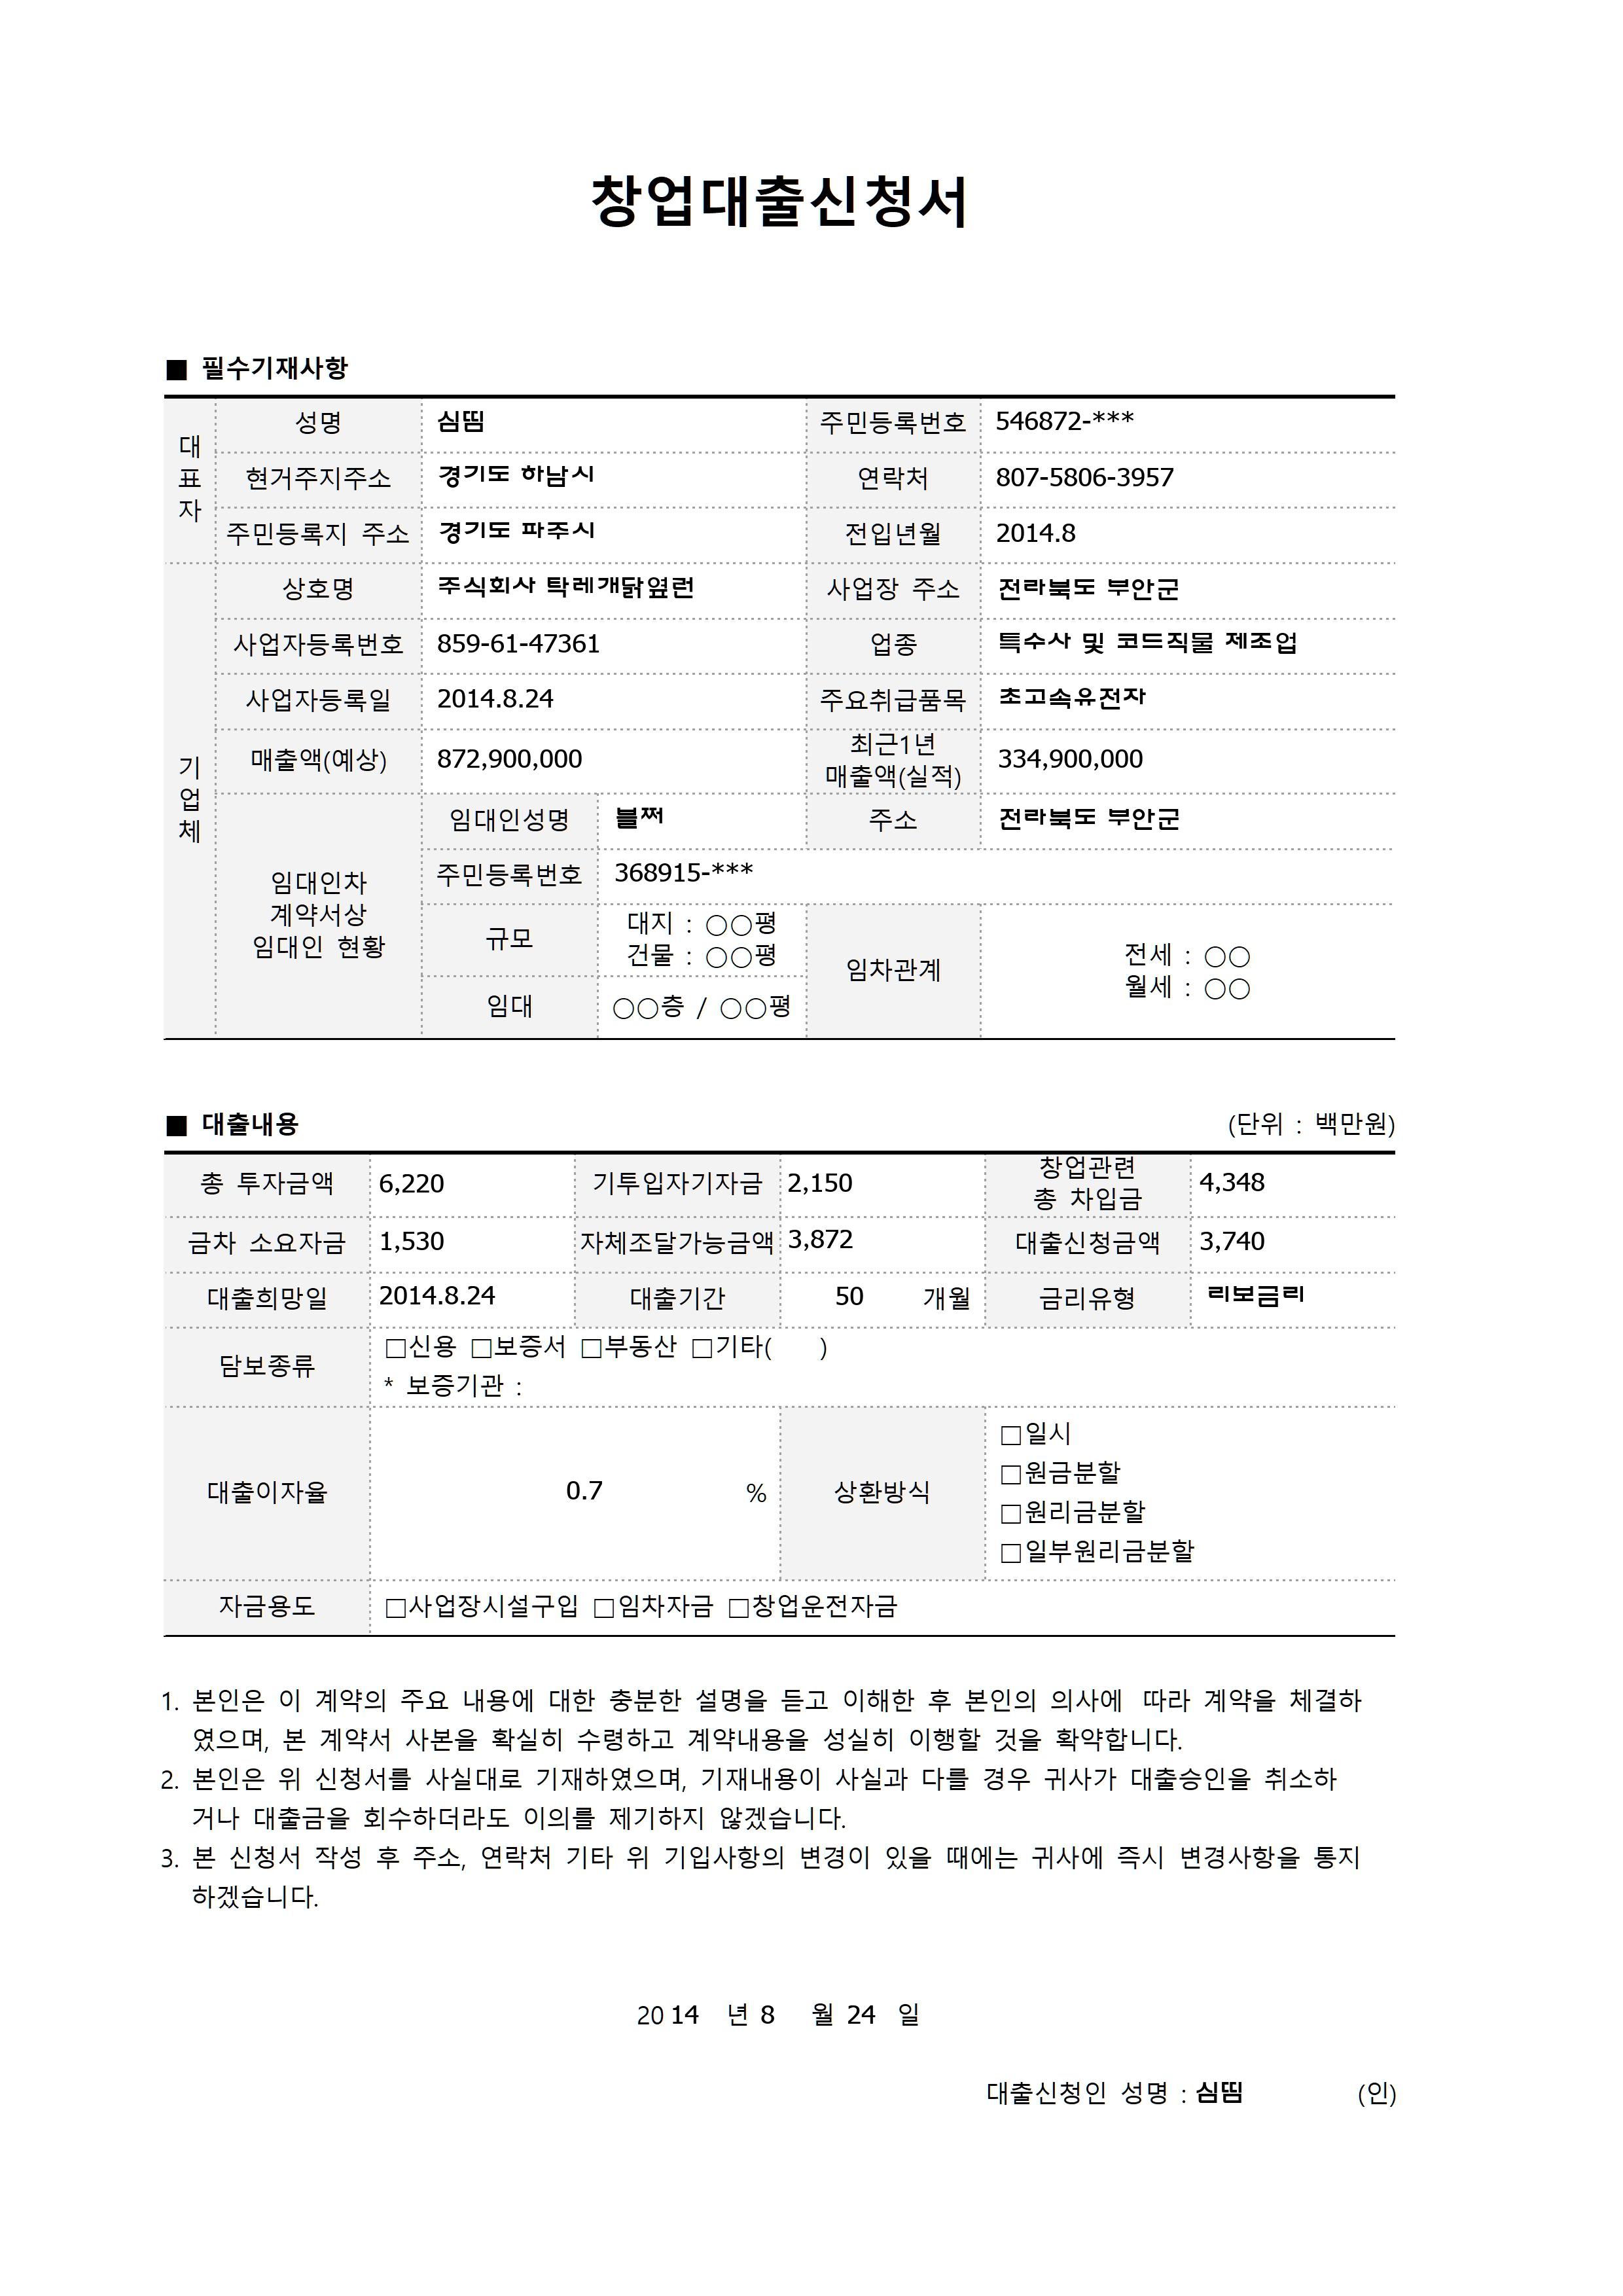 창업대출신청서
■ 필수기재사항
대표자
성명 심띔 주민등록번호 546872-***
현거주지주소 경기도 하남시 연락처 807-5806-3957
주민등록지 주소 경기도 파주시 전입년월 2014.8
기업체
상호명 주식회사 탁레개닭옆런 사업장 주소 전라북도 부안군
사업자등록번호 859-61-47361 업종 특수사 및 코드직물 제조업
사업자등록일 2014.8.24 주요취급품목 초고속유전자
매출액(예상) 872,900,000 최근1년 매출액(실적) 334,900,000
임대인차
계약서상
임대인 현황
임대인성명 블쩌 주소 전라북도 부안군
주민등록번호 368915-***
규모 대지 : ○○평
건물 : ○○평
임대 ○○층 / ○○평
임차관계 전세 : ○○
월세 : ○○
■ 대출내용 (단위 : 백만원)
총 투자금액 6,220 기투입자기자금 2,150 창업관련 총 차입금 4,348
금차 소요자금 1,530 자체조달가능금액 3,872 대출신청금액 3,740
대출희망일 2014.8.24 대출기간 50 개월 금리유형 리보금리
담보종류 □신용 □보증서 □부동산 □기타( )
* 보증기관 :
대출이자율 0.7 % 상환방식
□일시
□원금분할
□원리금분할
□일부원리금분할
자금용도 □사업장시설구입 □임차자금 □창업운전자금
1. 본인은 이 계약의 주요 내용에 대한 충분한 설명을 듣고 이해한 후 본인의 의사에 따라 계약을 체결하
였으며, 본 계약서 사본을 확실히 수령하고 계약내용을 성실히 이행할 것을 확약합니다.
2. 본인은 위 신청서를 사실대로 기재하였으며, 기재내용이 사실과 다를 경우 귀사가 대출승인을 취소하
거나 대출금을 회수하더라도 이의를 제기하지 않겠습니다.
3. 본 신청서 작성 후 주소, 연락처 기타 위 기입사항의 변경이 있을 때에는 귀사에 즉시 변경사항을 통지
하겠습니다.
2014 년 8 월 24 일
대출신청인 성명 : 심띔 (인)